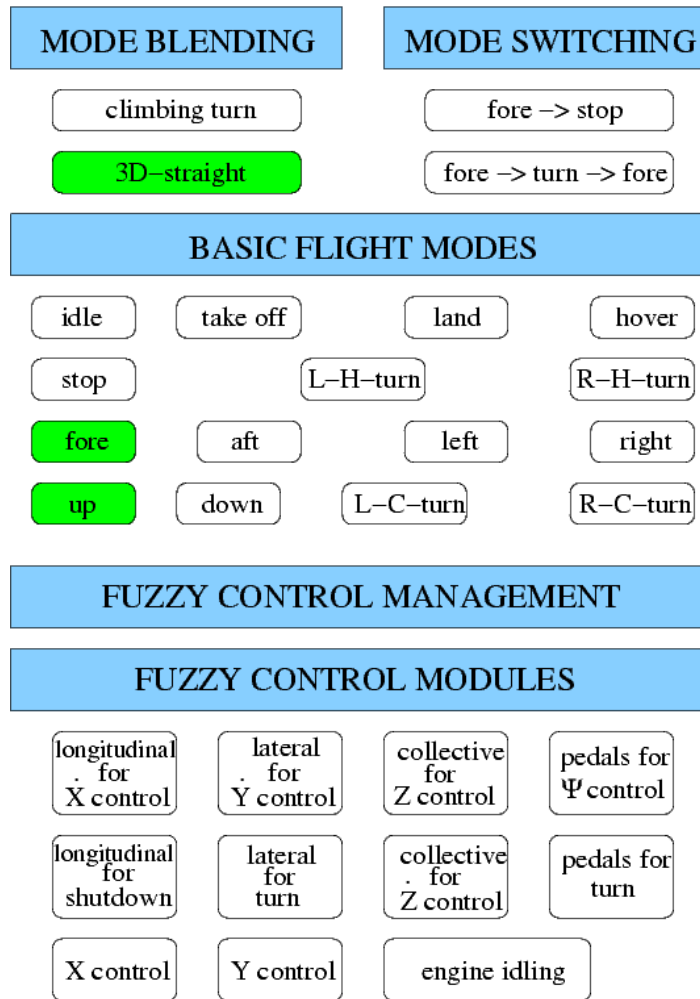 MODE BLENDING
MODE SWITCHING
climbing turn
fore −> stop
3D−straight
fore −> turn −> fore
BASIC FLIGHT MODES
idle
take off
land
hover
stop
L−H−turn
R−H−turn
fore
aft
left
right
up
down
L−C−turn
R−C−turn
FUZZY CONTROL MANAGEMENT
FUZZY CONTROL MODULES
longitudinal
for
Ẋ control
lateral
for
Ẏ control
collective
for
Z control
pedals for
Ψ control
longitudinal
for
shutdown
lateral
for
turn
collective
for
Ż control
pedals for
turn
X control
Y control
engine idling